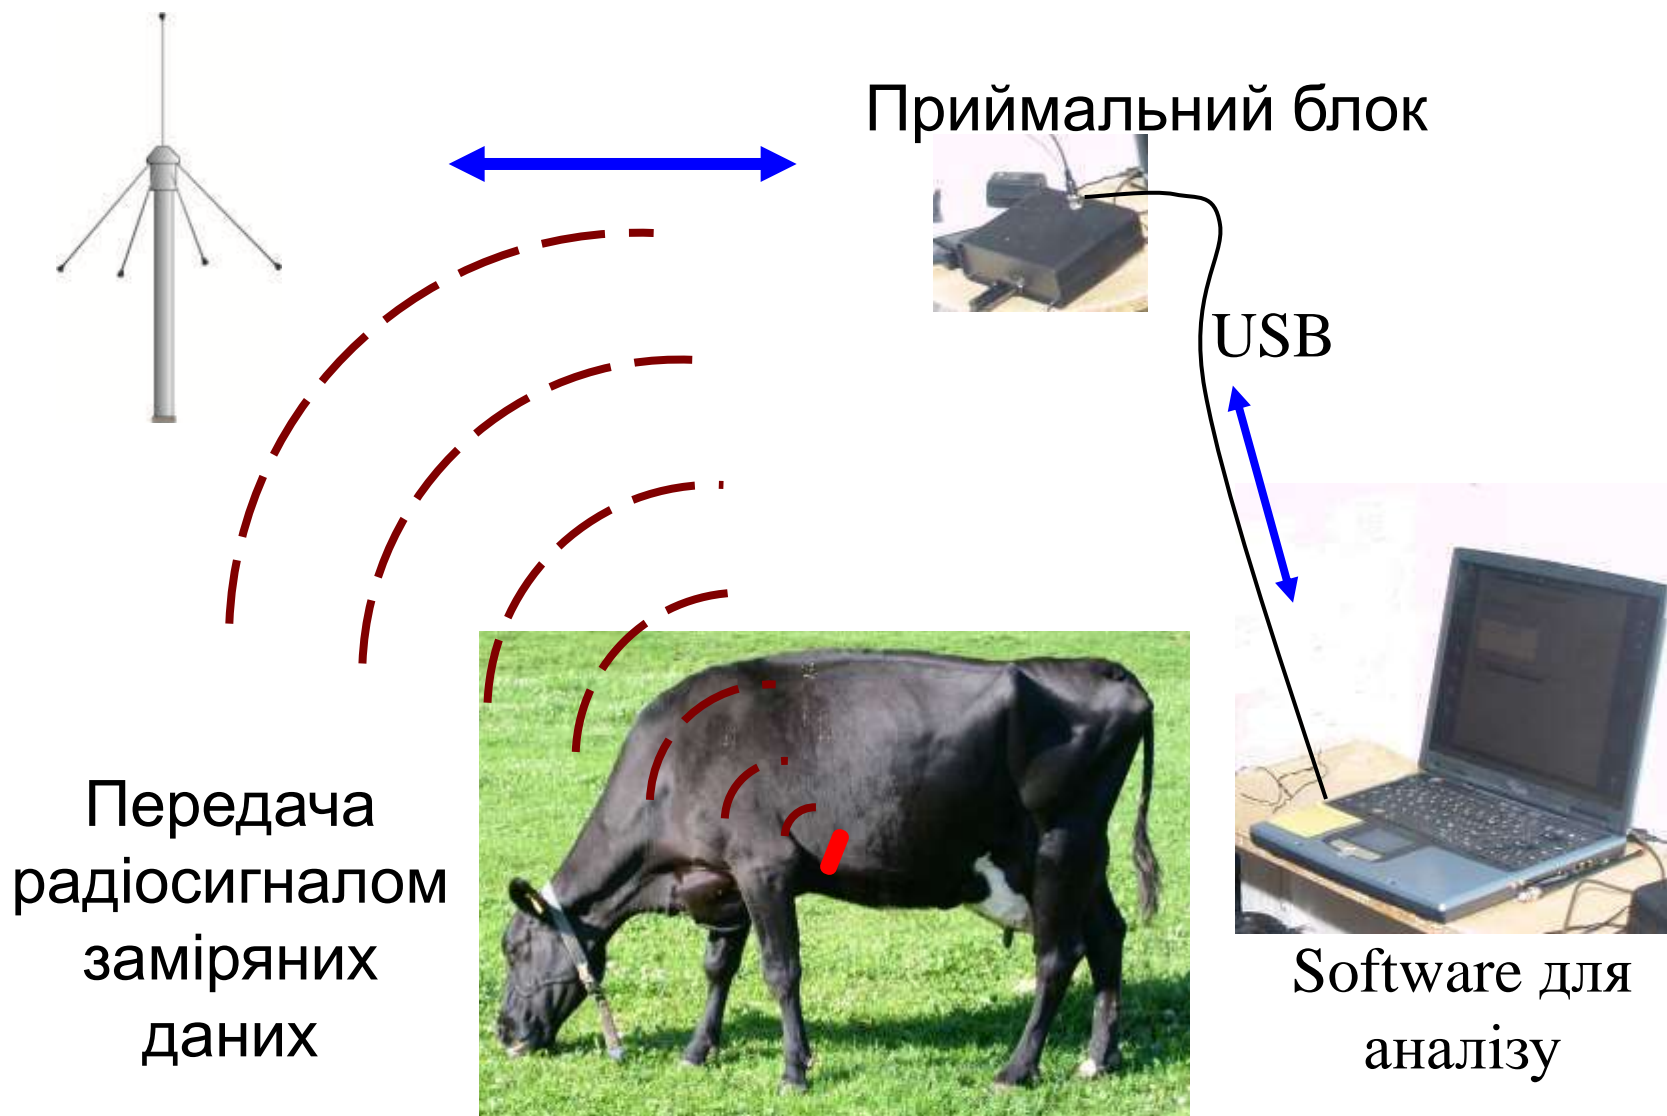 Приймальний блок
USB
Передача
радіосигналом
заміряних
даних
Software для
аналізу